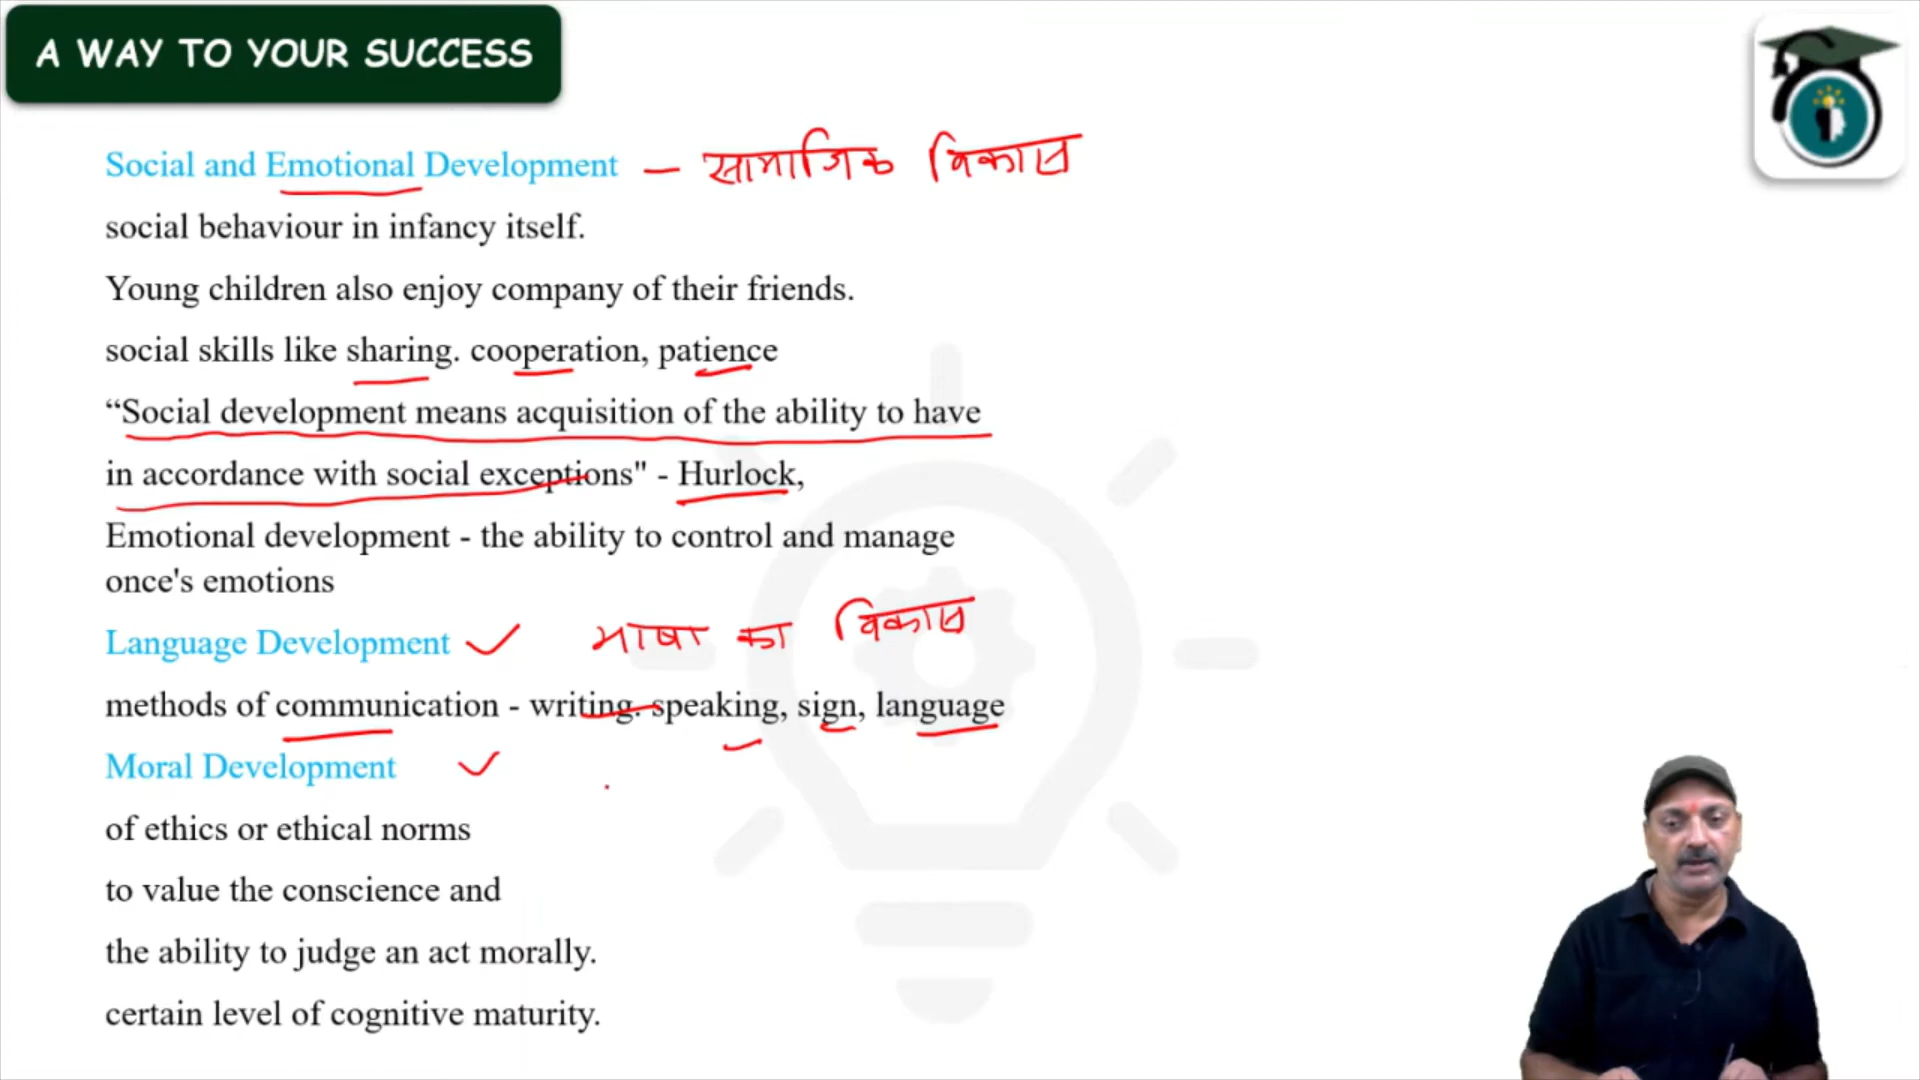 A WAY TO YOUR SUCCESS
Social and Emotional Development – सामाजिक विकास
social behaviour in infancy itself.
Young children also enjoy company of their friends.
social skills like sharing. cooperation, patience
“Social development means acquisition of the ability to have
in accordance with social exceptions" - Hurlock,
Emotional development - the ability to control and manage
once's emotions
Language Development ✓ भाषा का विकास
methods of communication - writing. speaking, sign, language
Moral Development ✓
of ethics or ethical norms
to value the conscience and
the ability to judge an act morally.
certain level of cognitive maturity.